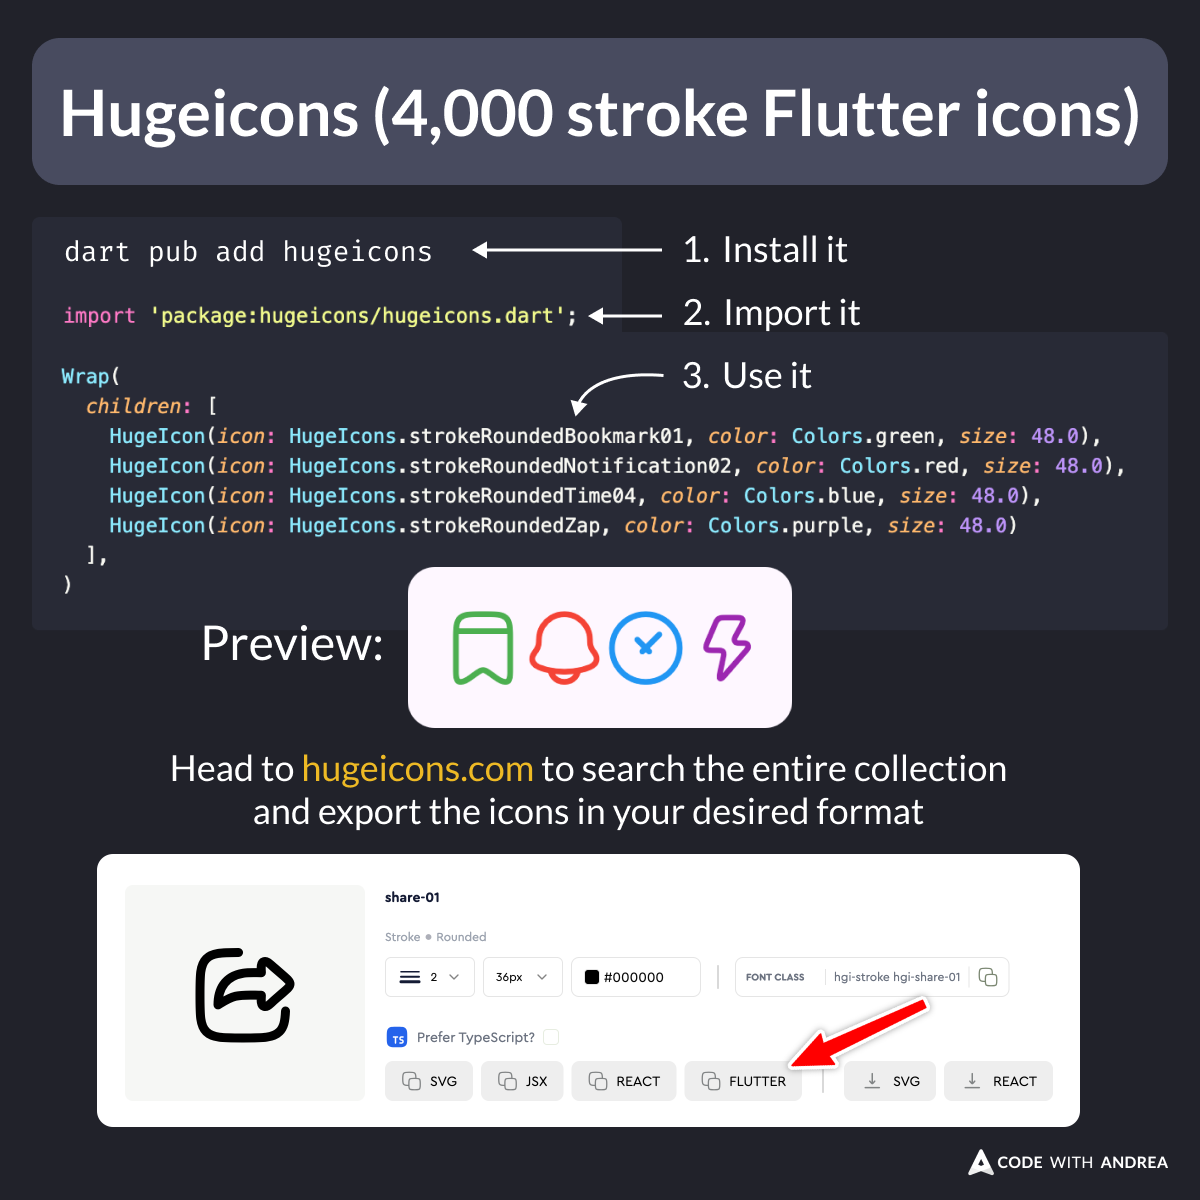 Hugeicons (4,000 stroke Flutter icons)
dart pub add hugeicons
1. Install it
import 'package:hugeicons/hugeicons.dart';
2. Import it
3. Use it
Wrap(
  children: [
    HugeIcon(icon: HugeIcons.strokeRoundedBookmark01, color: Colors.green, size: 48.0),
    HugeIcon(icon: HugeIcons.strokeRoundedNotification02, color: Colors.red, size: 48.0),
    HugeIcon(icon: HugeIcons.strokeRoundedTime04, color: Colors.blue, size: 48.0),
    HugeIcon(icon: HugeIcons.strokeRoundedZap, color: Colors.purple, size: 48.0)
  ],
)
Preview:
Head to hugeicons.com to search the entire collection
and export the icons in your desired format
share-01
Stroke • Rounded
2 36px #000000 FONT CLASS hgi-stroke hgi-share-01
TS Prefer TypeScript?
SVG JSX REACT FLUTTER SVG REACT
CODE WITH ANDREA